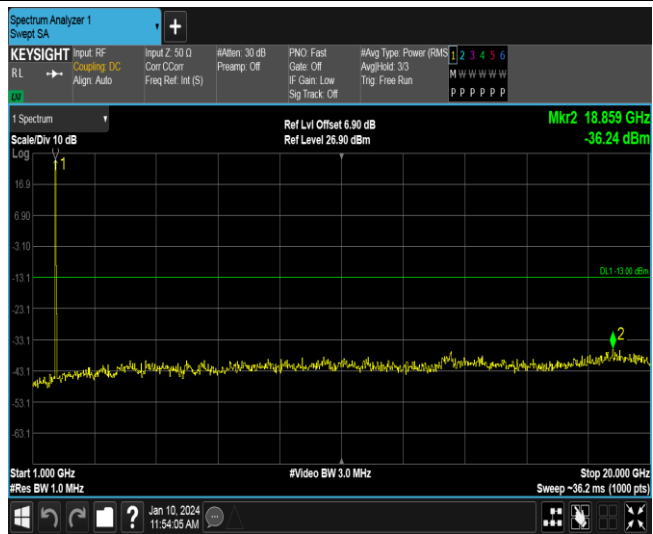 Spectrum Analyzer 1
Swept SA
+
KEYSIGHT
RL
Input: RF
Coupling: DC
Align: Auto
Input Z: 50 Ω
Corr CCorr
Freq Ref: Int (S)
#Atten: 30 dB
Preamp: Off
PNO: Fast
Gate: Off
IF Gain: Low
Sig Track: Off
#Avg Type: Power (RMS
Avg|Hold: 3/3
Trig: Free Run
1 2 3 4 5 6
M W W W W W
P P P P P P
1 Spectrum
Scale/Div 10 dB
Ref Lvl Offset 6.90 dB
Ref Level 26.90 dBm
Mkr2 18.859 GHz
-36.24 dBm
Log
1
16.9
6.90
-3.10
DL1 -13.00 dBm
-13.1
-23.1
2
-33.1
-43.1
-53.1
-63.1
Start 1.000 GHz
#Video BW 3.0 MHz
Stop 20.000 GHz
#Res BW 1.0 MHz
Sweep ~36.2 ms (1000 pts)
?
Jan 10, 2024
11:54:05 AM